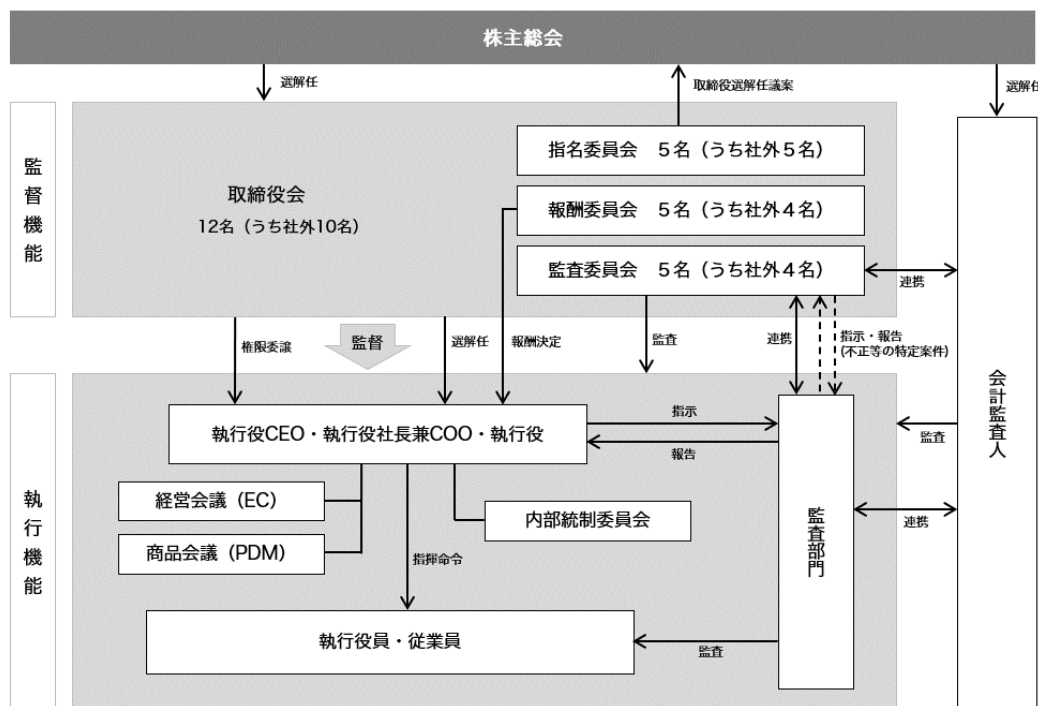 株主総会
選解任
取締役選解任議案
選解任
監督機能
取締役会
12名（うち社外10名）
指名委員会　５名（うち社外５名）
報酬委員会　５名（うち社外４名）
監査委員会　５名（うち社外４名）
連携
権限委譲
監督
選解任
報酬決定
監査
連携
指示・報告
(不正等の特定案件)
会計監査人
執行機能
執行役CEO・執行役社長兼COO・執行役
指示
報告
監査
経営会議（EC）
商品会議（PDM）
内部統制委員会
監査部門
連携
指揮命令
執行役員・従業員
監査